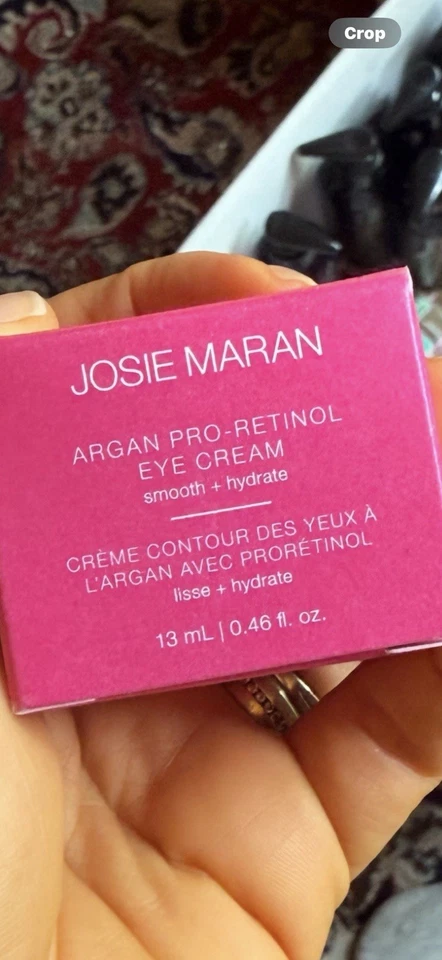 Crop
JOSIE MARAN
ARGAN PRO-RETINOL
EYE CREAM
smooth + hydrate
CRÈME CONTOUR DES YEUX À
L'ARGAN AVEC PRORÉTINOL
lisse + hydrate
13 mL | 0.46 fl. oz.